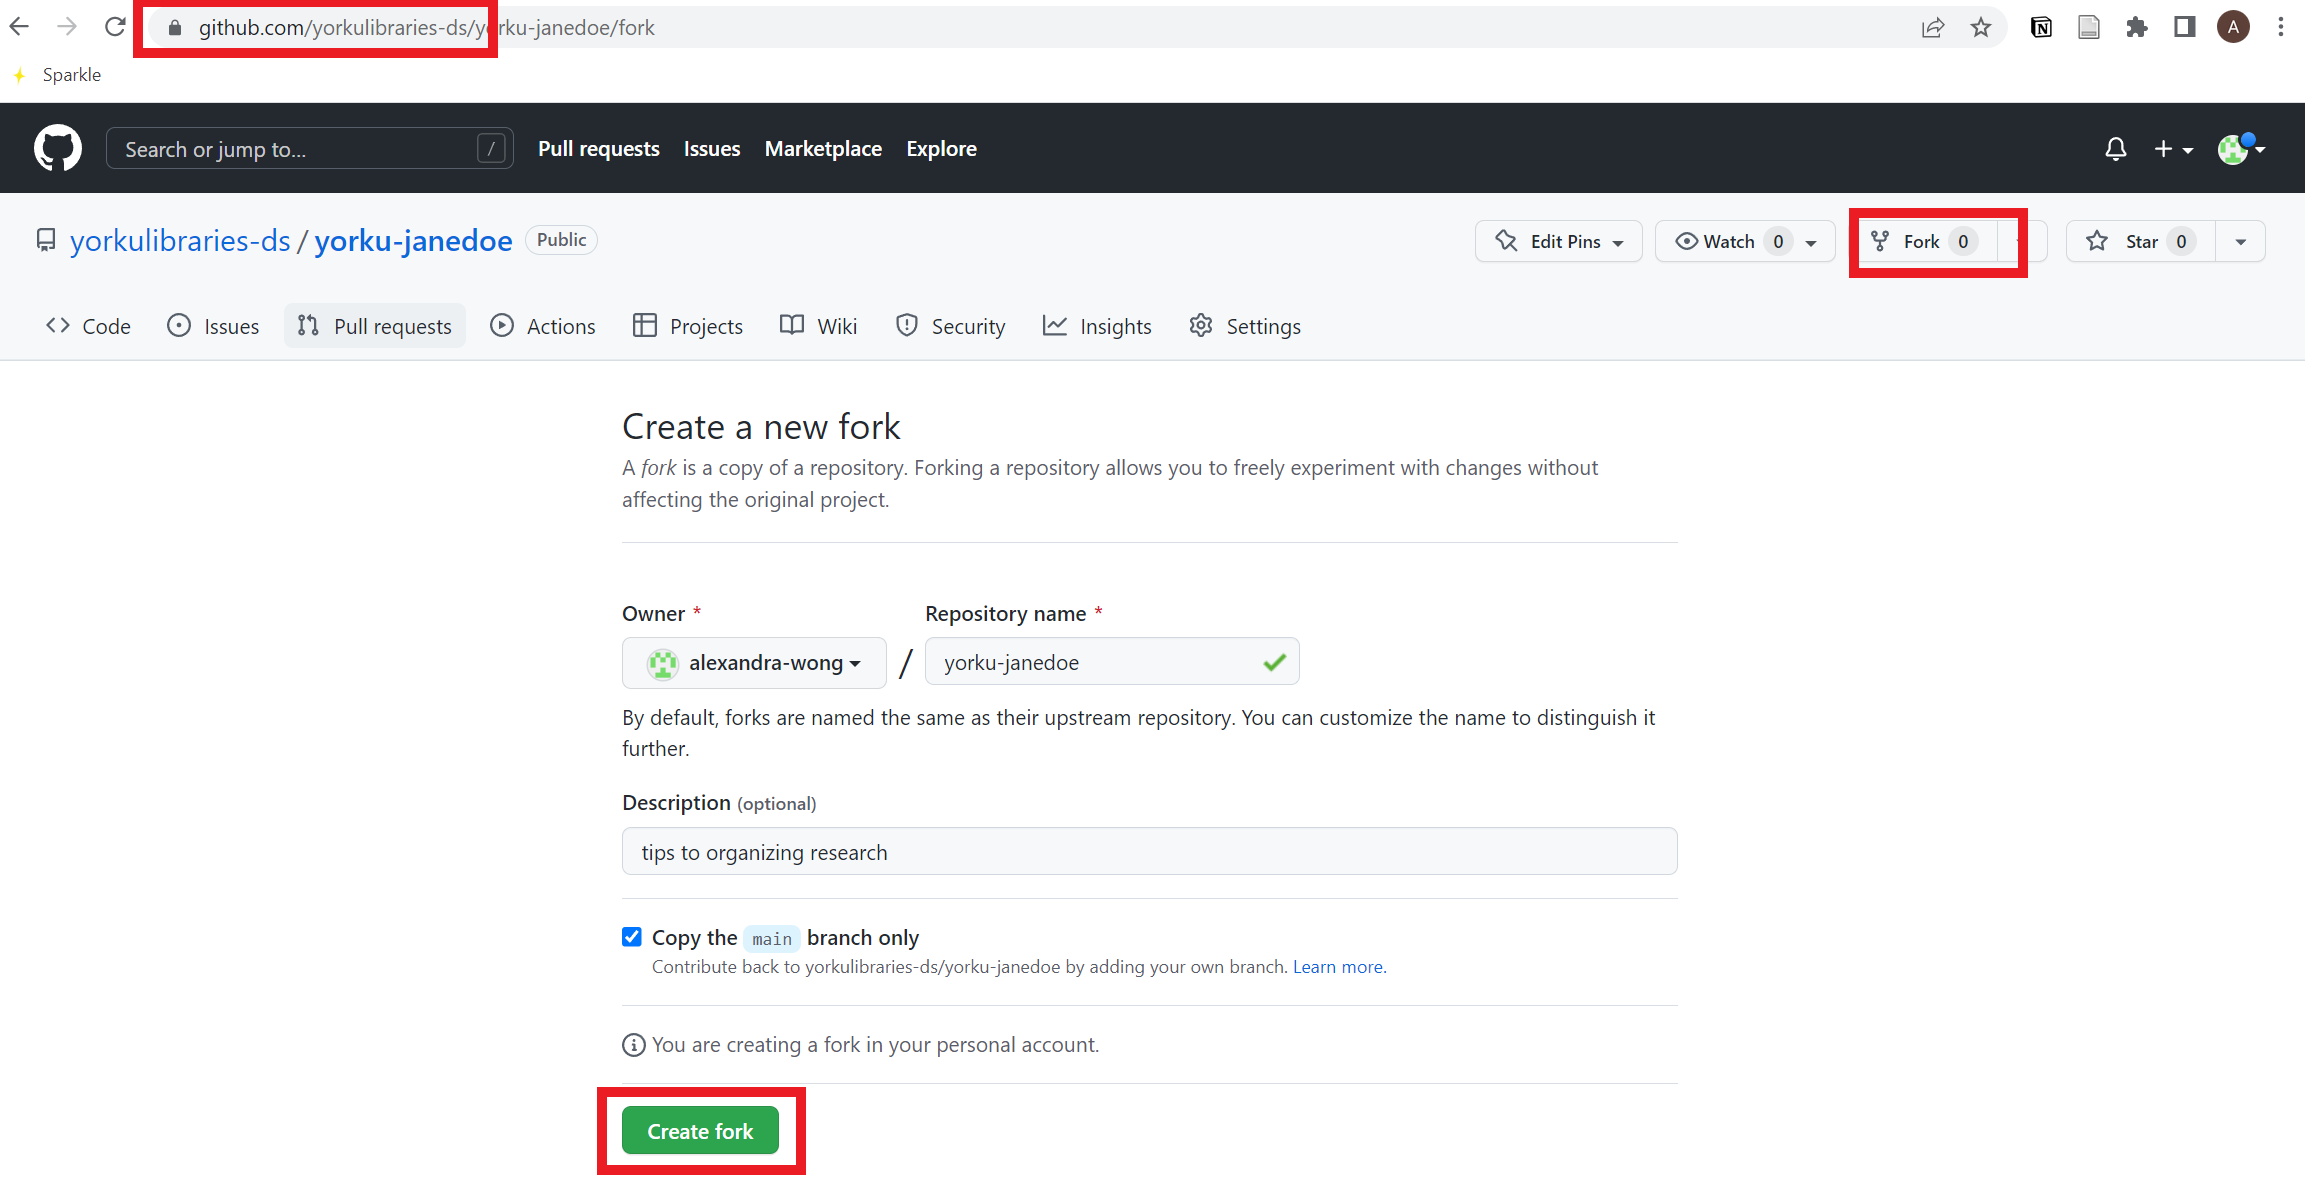 github.com/yorkulibraries-ds/yorku-janedoe/fork
A
Sparkle
Search or jump to... /
Pull requests Issues Marketplace Explore
yorkulibraries-ds / yorku-janedoe Public
Edit Pins Watch 0 Fork 0 Star 0
Code Issues Pull requests Actions Projects Wiki Security Insights Settings
Create a new fork
A fork is a copy of a repository. Forking a repository allows you to freely experiment with changes without
affecting the original project.
Owner * Repository name *
alexandra-wong / yorku-janedoe
By default, forks are named the same as their upstream repository. You can customize the name to distinguish it
further.
Description (optional)
tips to organizing research
Copy the main branch only
Contribute back to yorkulibraries-ds/yorku-janedoe by adding your own branch. Learn more.
You are creating a fork in your personal account.
Create fork